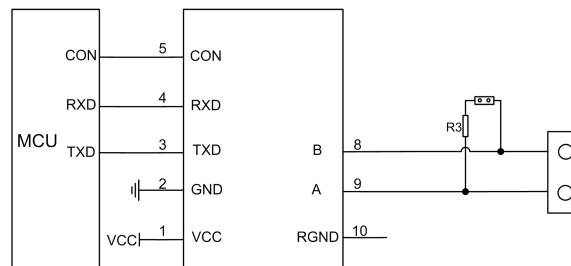 CON 5 CON
RXD 4 RXD
MCU
TXD 3 TXD
2 GND
VCC 1 VCC
R3
B 8
A 9
RGND 10